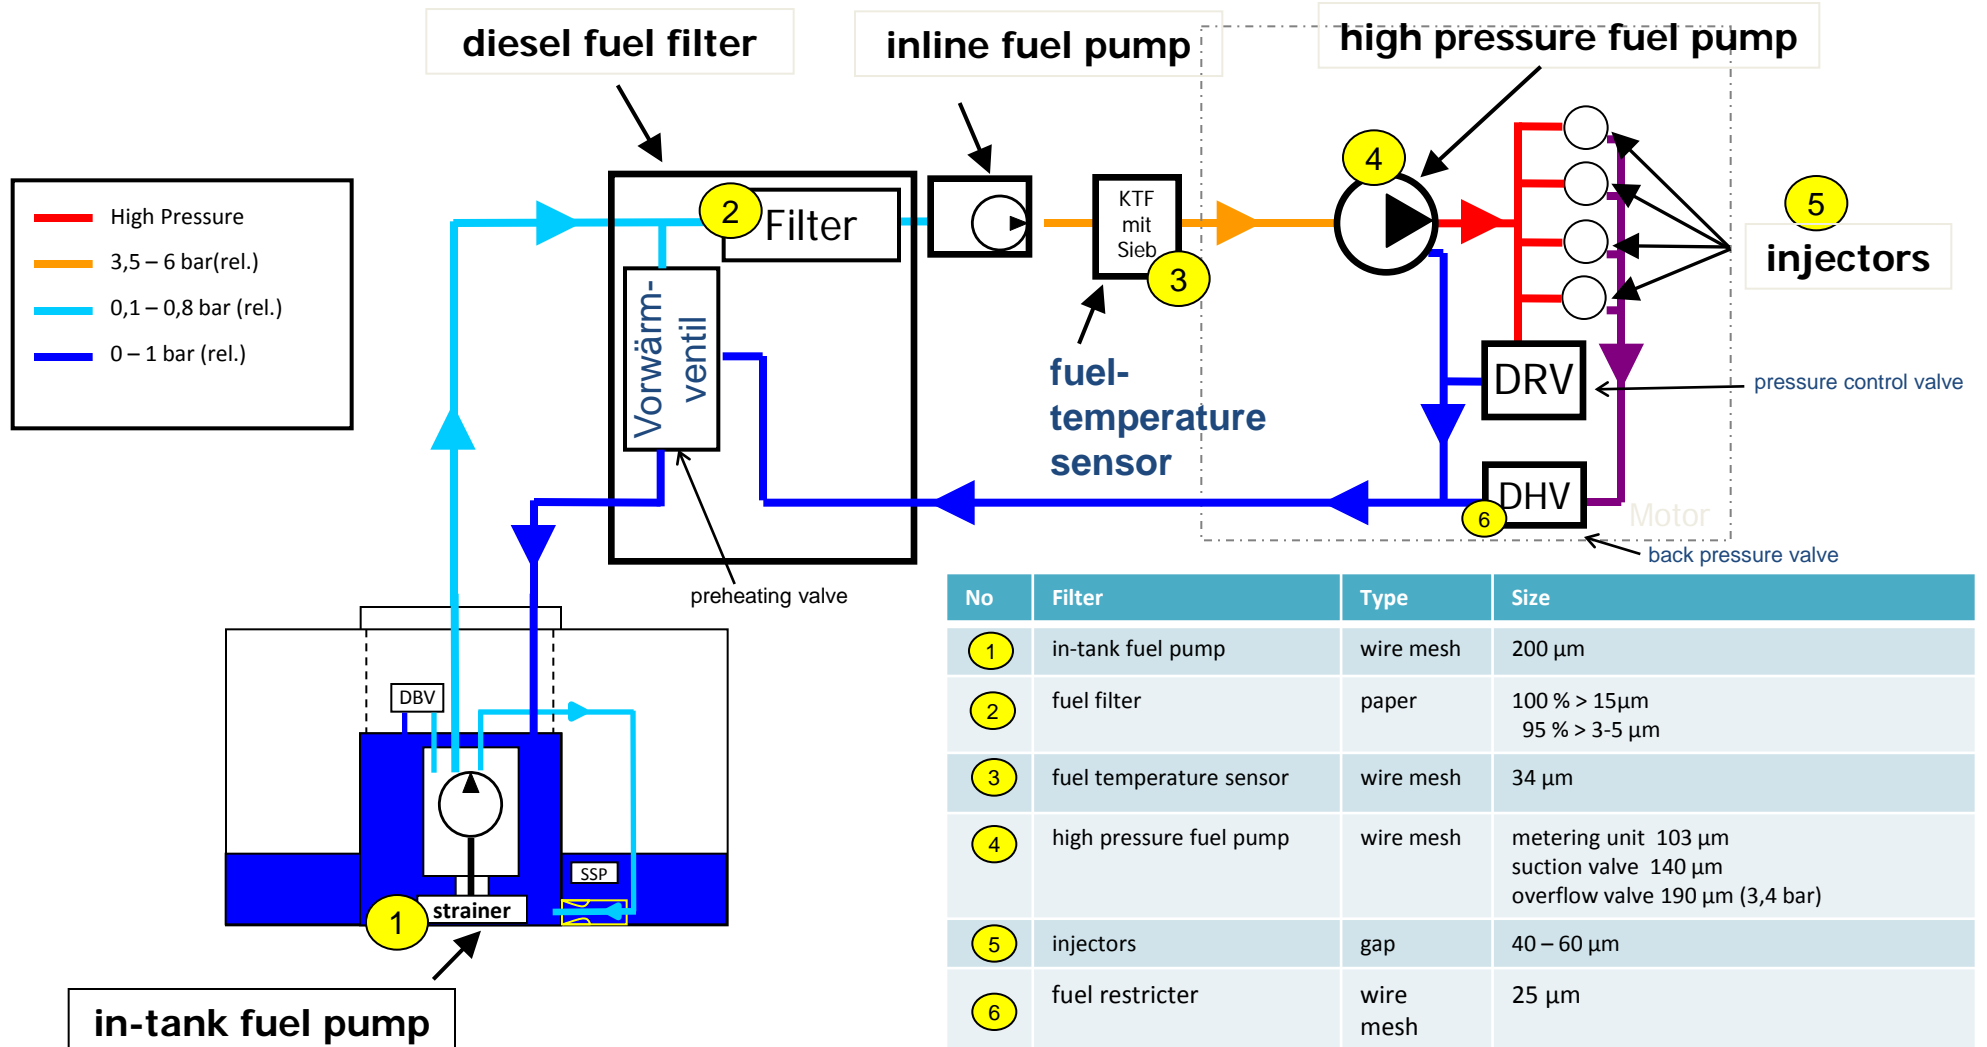 diesel fuel filter
inline fuel pump
high pressure fuel pump
High Pressure
3,5 – 6 bar(rel.)
0,1 – 0,8 bar (rel.)
0 – 1 bar (rel.)
2
Filter
Vorwärm-
ventil
preheating valve
KTF
mit
Sieb
3
fuel-
temperature
sensor
4
5
injectors
DRV
pressure control valve
DHV
6
Motor
back pressure valve
DBV
SSP
strainer
1
in-tank fuel pump
No Filter Type Size
1 in-tank fuel pump wire mesh 200 µm
2 fuel filter paper 100 % > 15µm
95 % > 3-5 µm
3 fuel temperature sensor wire mesh 34 µm
4 high pressure fuel pump wire mesh metering unit 103 µm
suction valve 140 µm
overflow valve 190 µm (3,4 bar)
5 injectors gap 40 – 60 µm
6 fuel restricter wire 25 µm
mesh